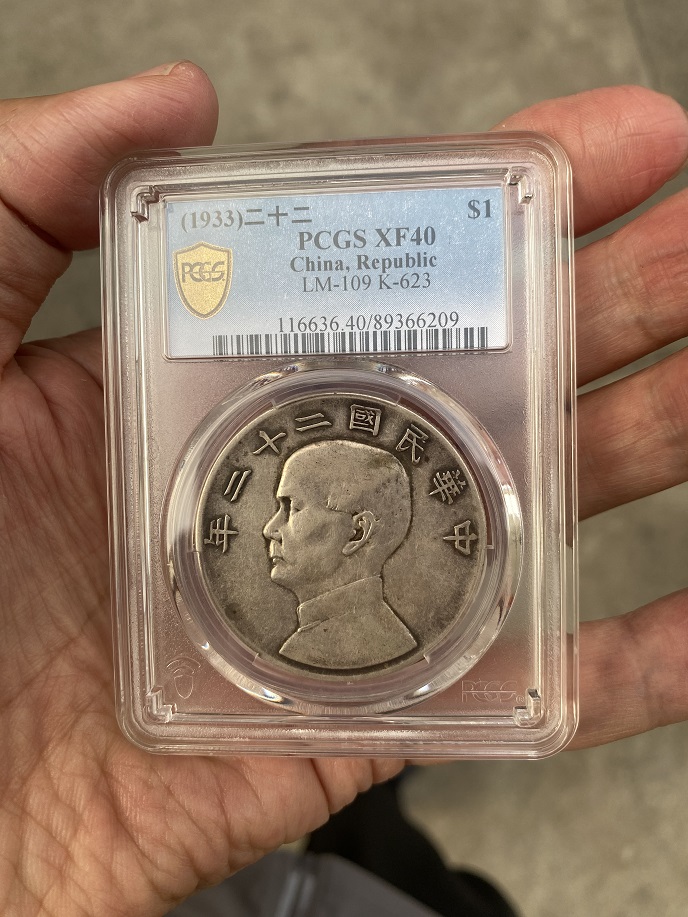 (1933)二十二 $1
PCGS XF40
China, Republic
LM-109 K-623
PCGS
116636.40/89366209
中華民國二十二年
PCGS